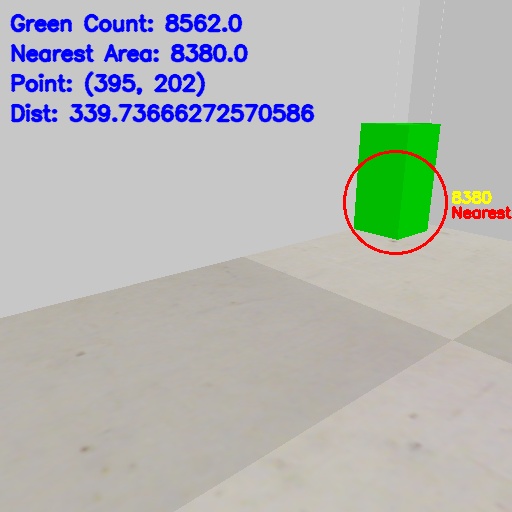 Green Count: 8562.0
Nearest Area: 8380.0
Point: (395, 202)
Dist: 339.73666272570586
8380
Nearest